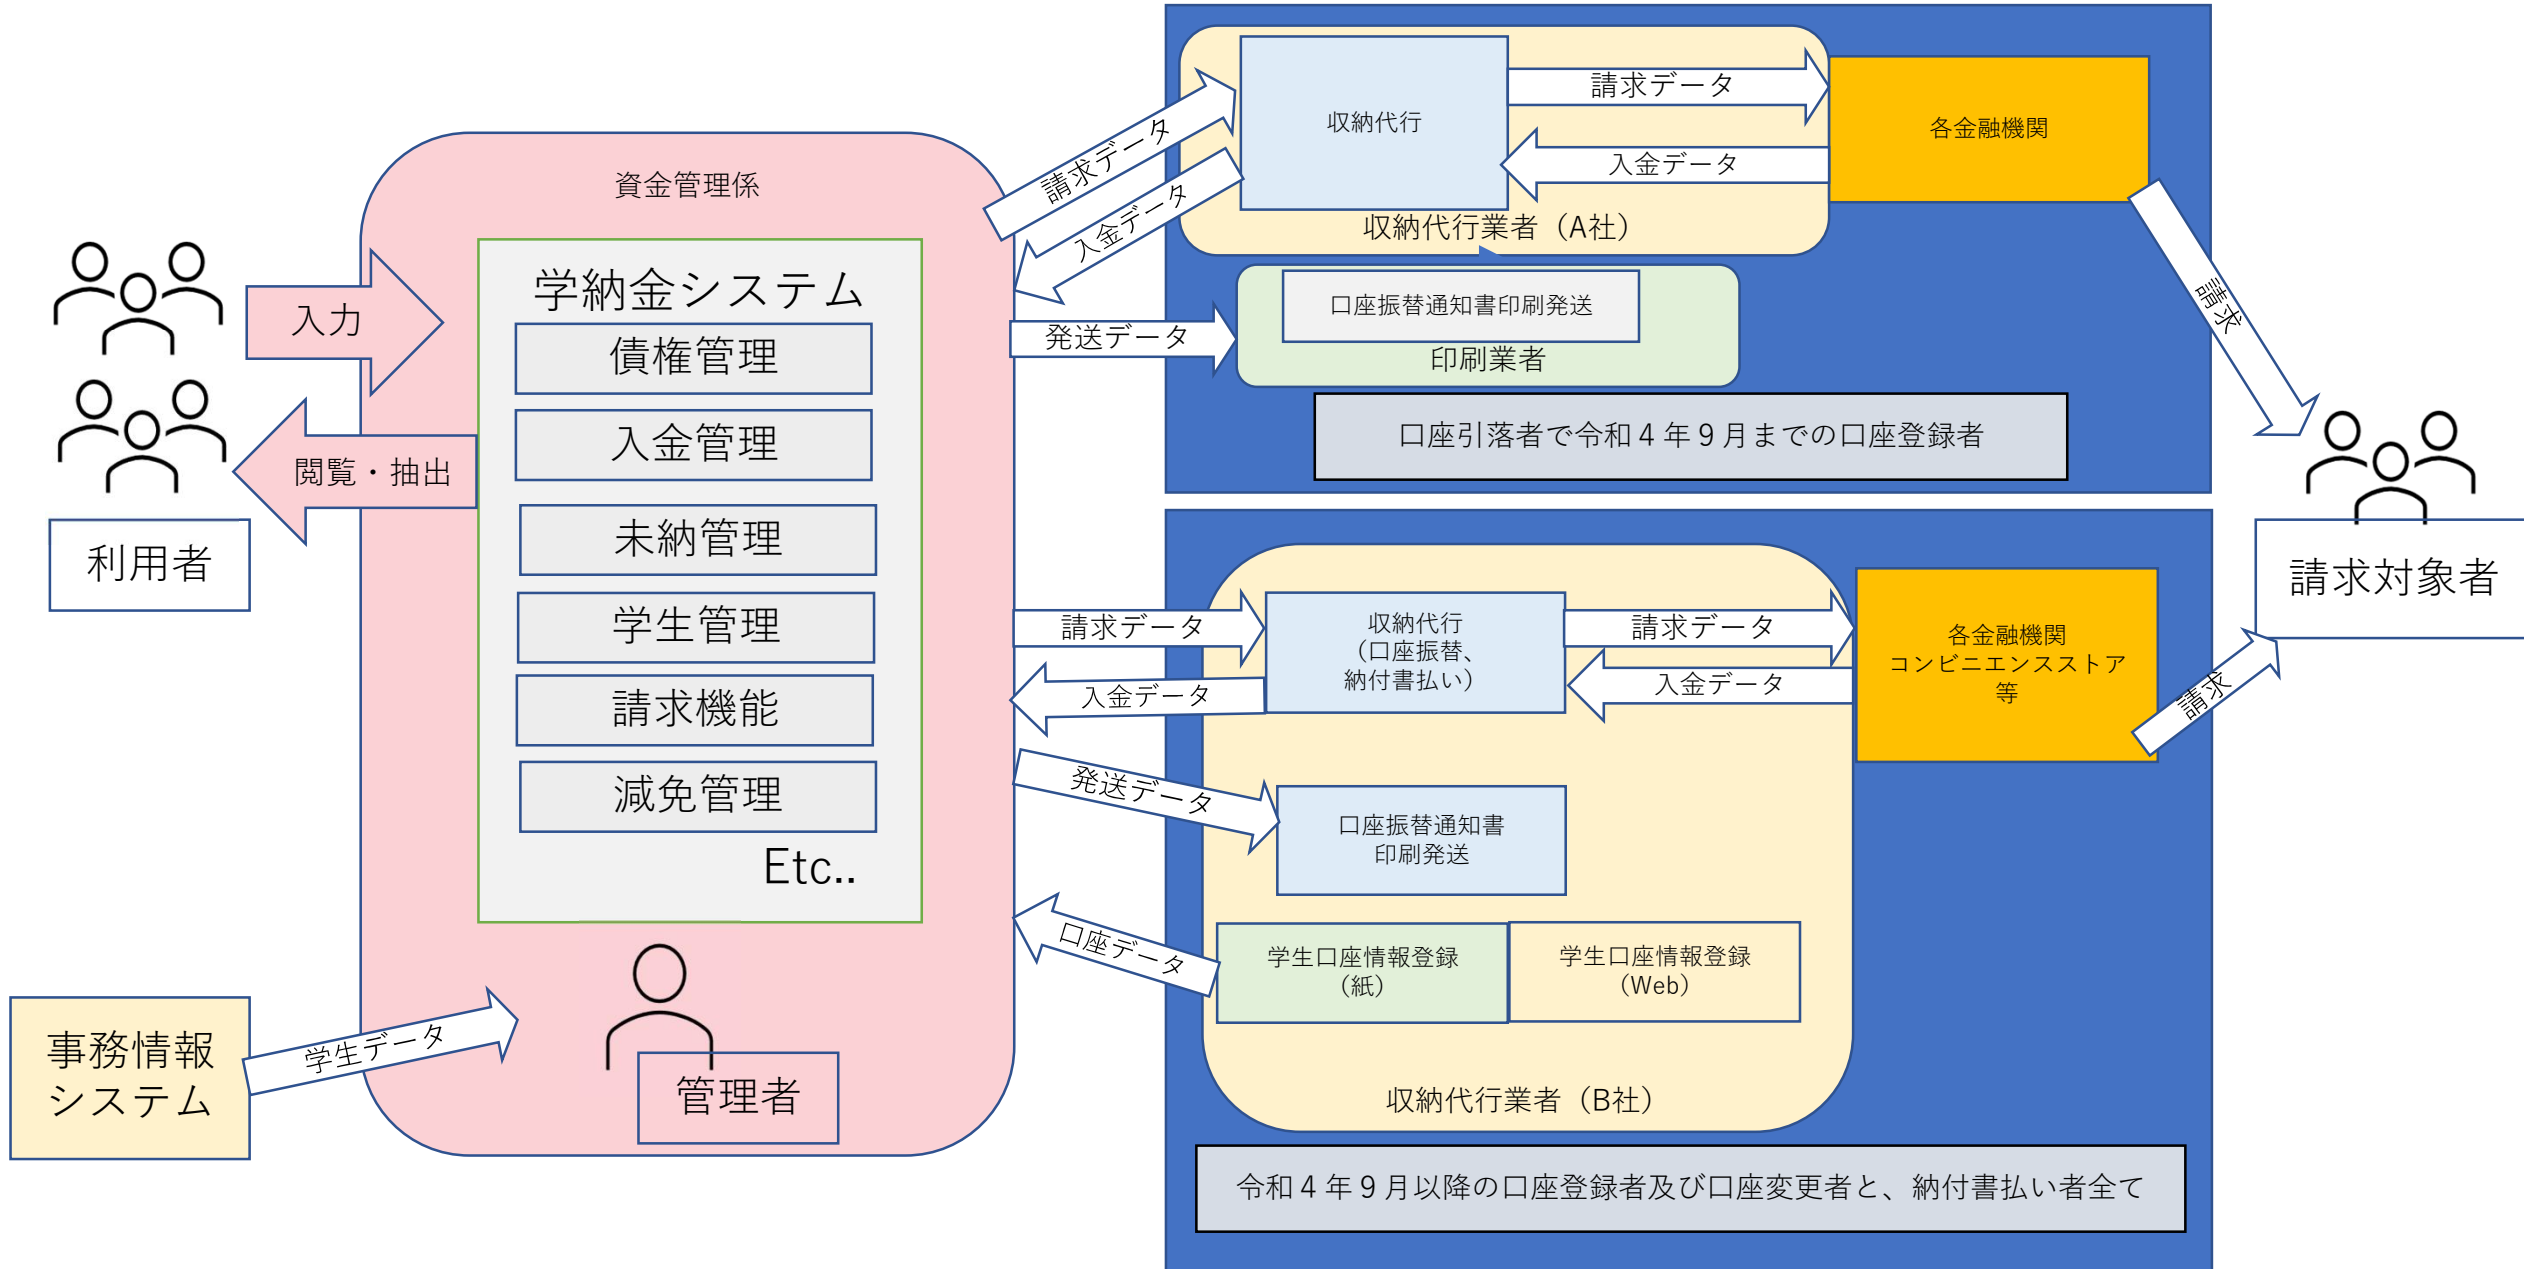 資金管理係
学納金システム
債権管理
入金管理
未納管理
学生管理
請求機能
減免管理
Etc..
管理者
入力
閲覧・抽出
利用者
事務情報
システム
学生データ
請求データ
入金データ
発送データ
収納代行
請求データ
入金データ
収納代行業者（A社）
各金融機関
口座振替通知書印刷発送
印刷業者
口座引落者で令和４年９月までの口座登録者
請求
請求対象者
請求データ
入金データ
発送データ
口座データ
収納代行
（口座振替、
納付書払い）
請求データ
入金データ
各金融機関
コンビニエンスストア
等
請求
口座振替通知書
印刷発送
学生口座情報登録
（紙）
学生口座情報登録
（Web）
収納代行業者（B社）
令和４年９月以降の口座登録者及び口座変更者と、納付書払い者全て